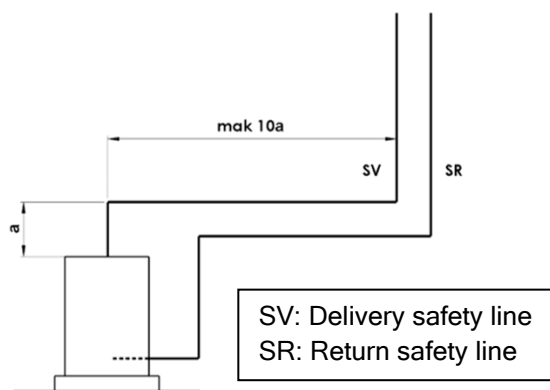 mak 10a
SV SR
a
SV: Delivery safety line
SR: Return safety line